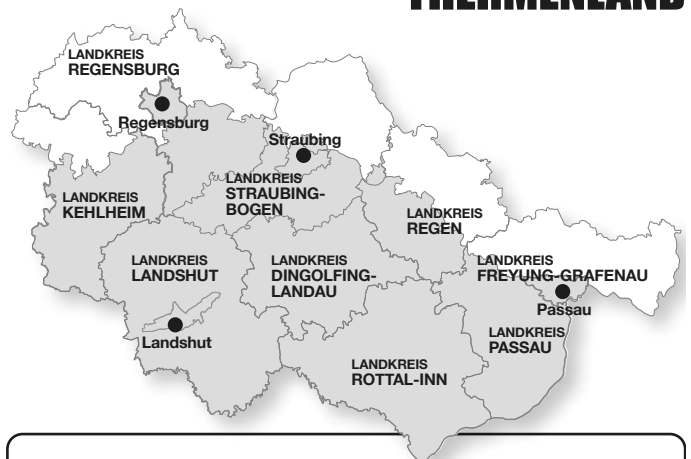 THERMENLAND
LANDKREIS
REGENSBURG
Regensburg
Straubing
LANDKREIS
STRAUBING-
BOGEN
LANDKREIS
KEHLHEIM
LANDKREIS
REGEN
LANDKREIS
LANDSHUT
LANDKREIS
DINGOLFING-
LANDAU
LANDKREIS
FREYUNG-GRAFENAU
Passau
Landshut
LANDKREIS
PASSAU
LANDKREIS
ROTTAL-INN